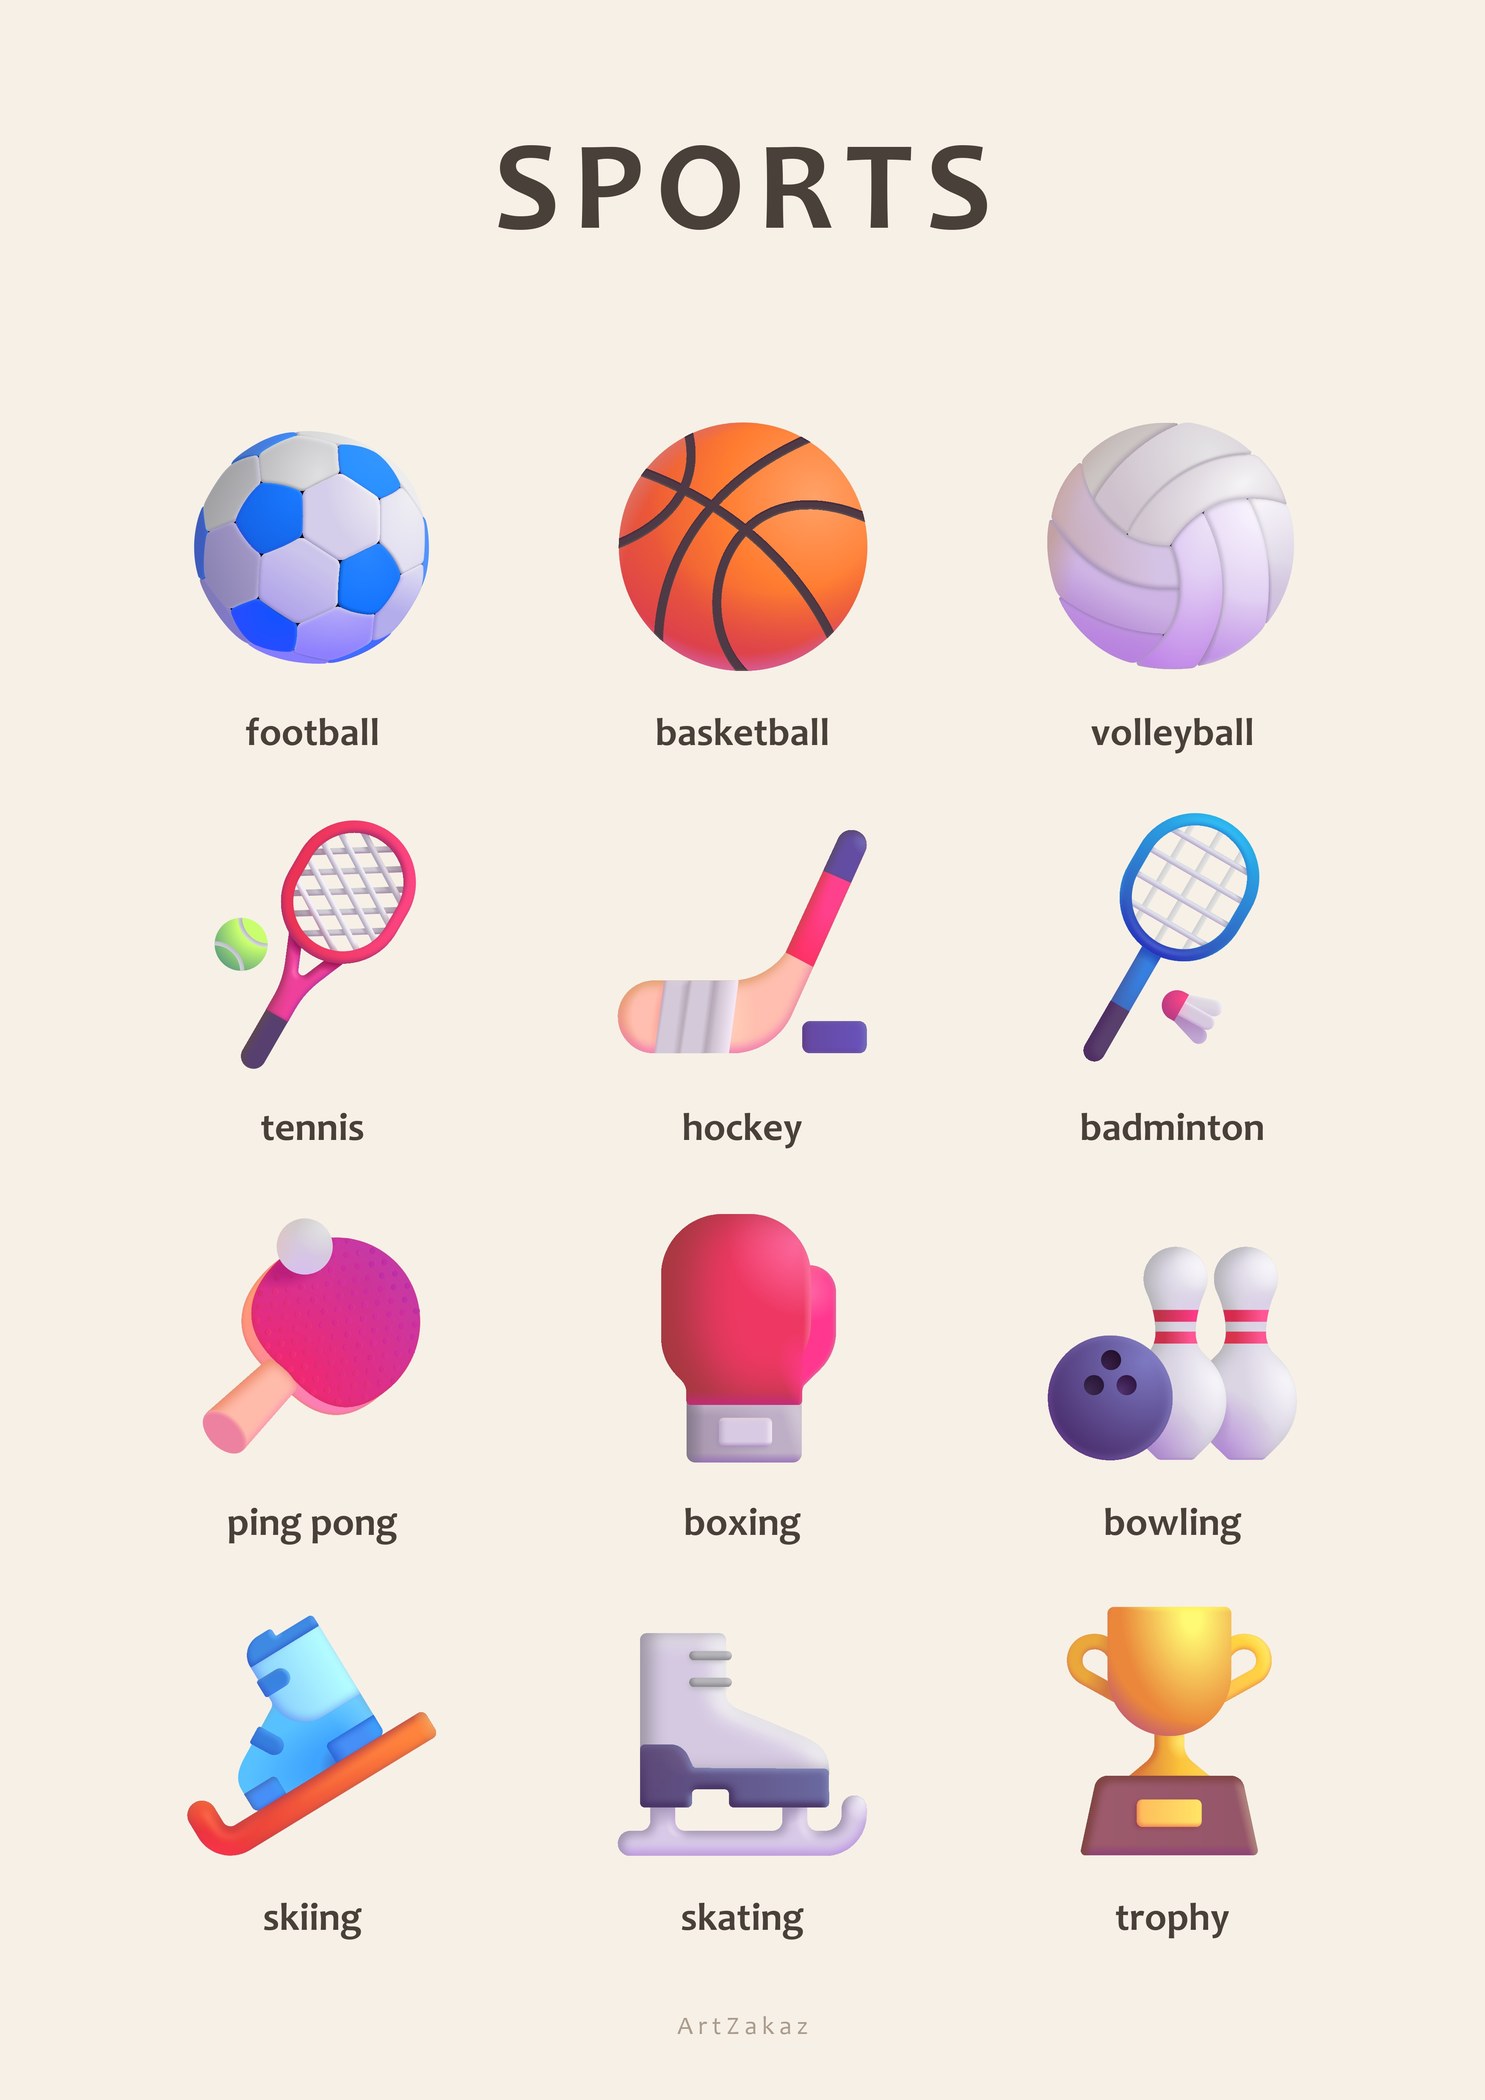 SPORTS
football
basketball
volleyball
tennis
hockey
badminton
ping pong
boxing
bowling
skiing
skating
trophy
ArtZakaz